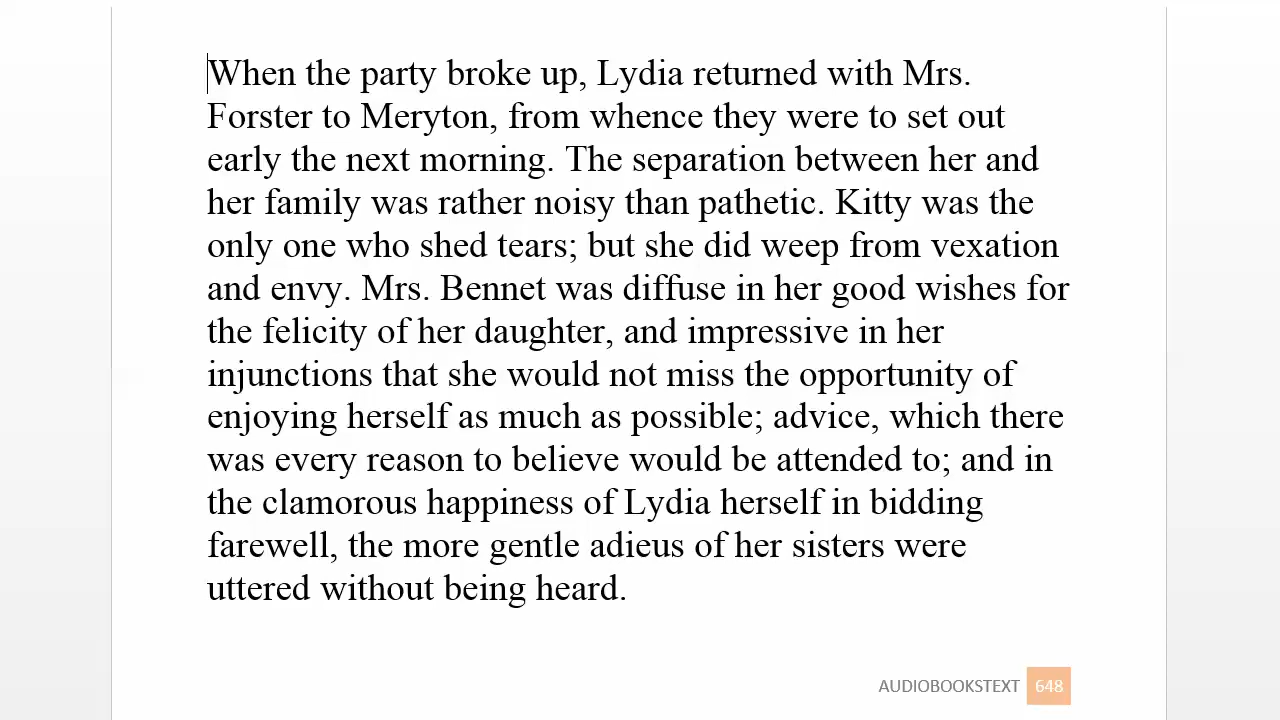 When the party broke up, Lydia returned with Mrs.
Forster to Meryton, from whence they were to set out
early the next morning. The separation between her and
her family was rather noisy than pathetic. Kitty was the
only one who shed tears; but she did weep from vexation
and envy. Mrs. Bennet was diffuse in her good wishes for
the felicity of her daughter, and impressive in her
injunctions that she would not miss the opportunity of
enjoying herself as much as possible; advice, which there
was every reason to believe would be attended to; and in
the clamorous happiness of Lydia herself in bidding
farewell, the more gentle adieus of her sisters were
uttered without being heard.
AUDIOBOOKSTEXT 648